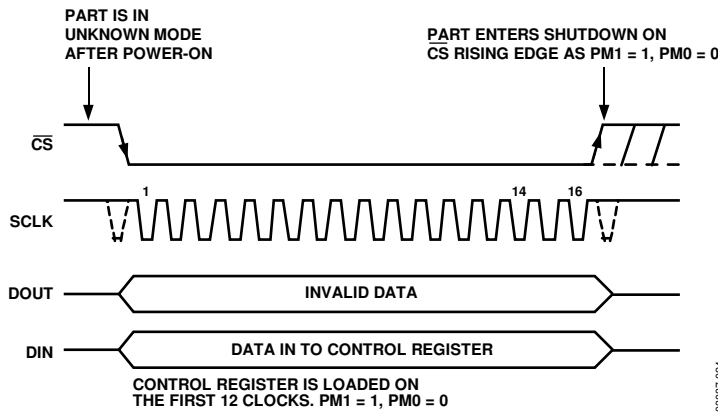 PART IS IN
UNKNOWN MODE
AFTER POWER-ON
PART ENTERS SHUTDOWN ON
CS RISING EDGE AS PM1 = 1, PM0 = 0
CS
1
14
16
SCLK
DOUT
INVALID DATA
DIN
DATA IN TO CONTROL REGISTER
CONTROL REGISTER IS LOADED ON
THE FIRST 12 CLOCKS. PM1 = 1, PM0 = 0